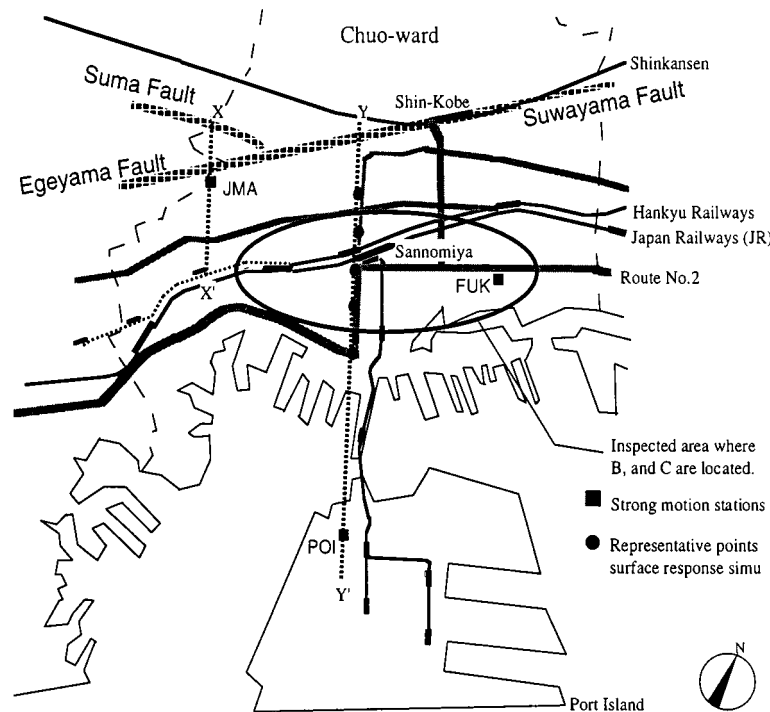 Chuo-ward
Shinkansen
Suma Fault
X
Y
Shin-Kobe
Suwayama Fault
Egeyama Fault
JMA
Hankyu Railways
Japan Railways (JR)
Sannomiya
X'
FUK
Route No.2
Inspected area where
B, and C are located.
Strong motion stations
POI
Representative points
surface response simu
Y'
N
Port Island